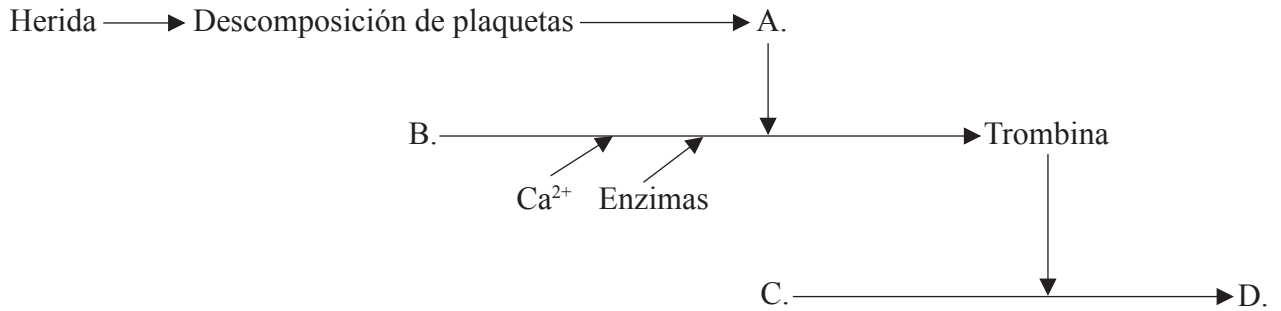 Herida Descomposición de plaquetas A.
B. Trombina
Ca²⁺ Enzimas
C. D.